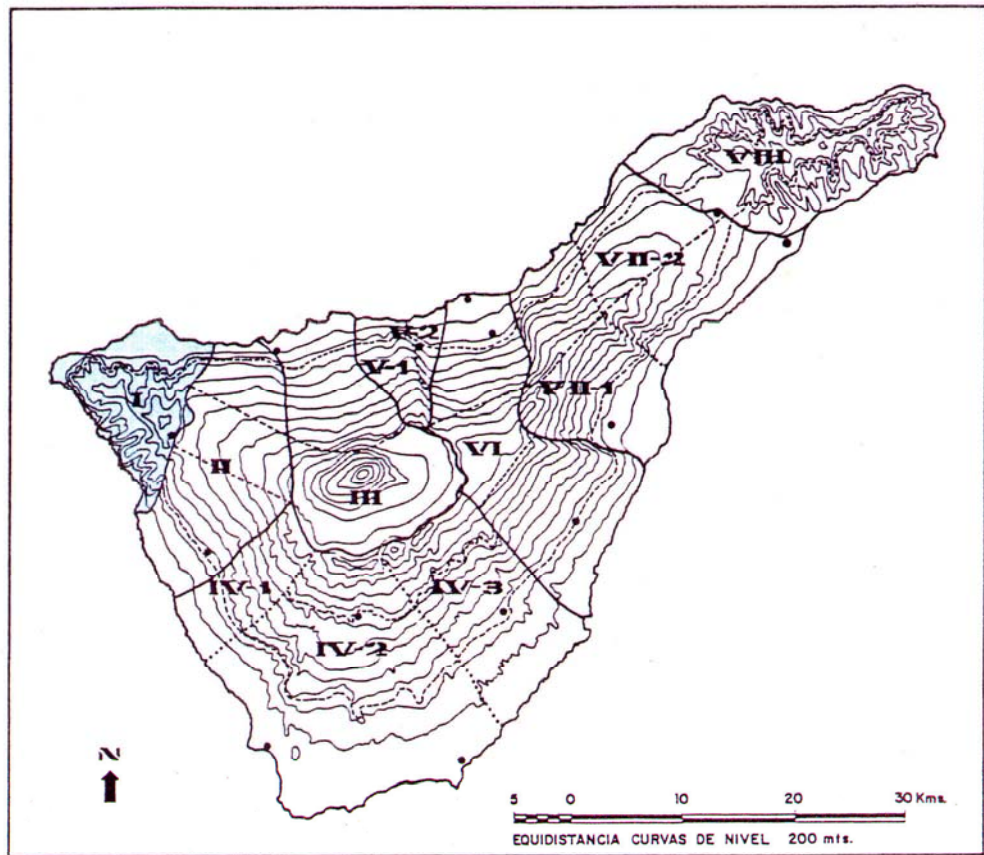 VIII
VII-2
V-2
V-1
I
VII-1
VI
II
III
IV-1
IV-3
IV-2
N
5 0 10 20 30 Kms.
EQUIDISTANCIA CURVAS DE NIVEL 200 mts.